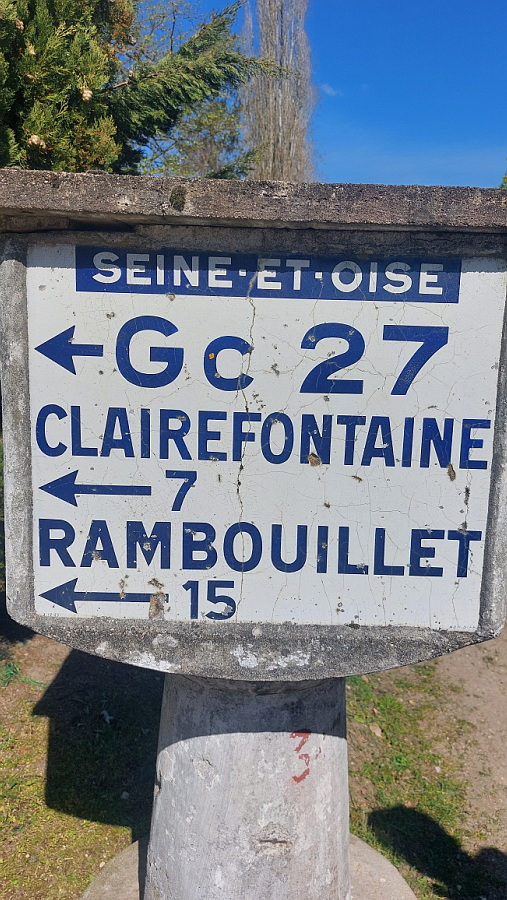 SEINE-ET-OISE
← Gc 27
CLAIREFONTAINE
← 7
RAMBOUILLET
← 15